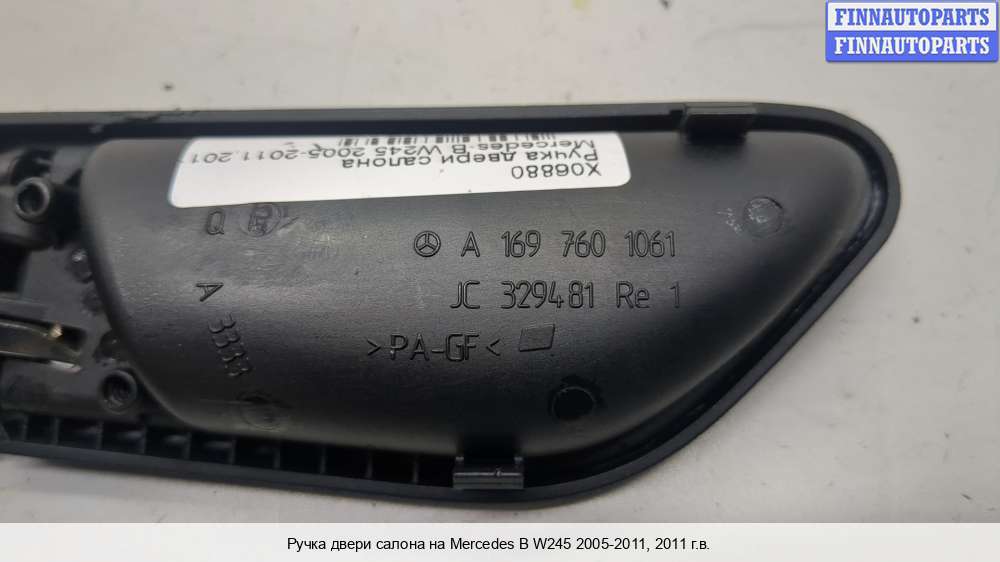 FINNAUTOPARTS
FINNAUTOPARTS
X06880
Ручка двери салона
Mercedes B W245 2005-2011, 201
Q
A 169 760 1061
JC 329481 Re 1
>PA-GF<
A 3333
Ручка двери салона на Mercedes B W245 2005-2011, 2011 г.в.